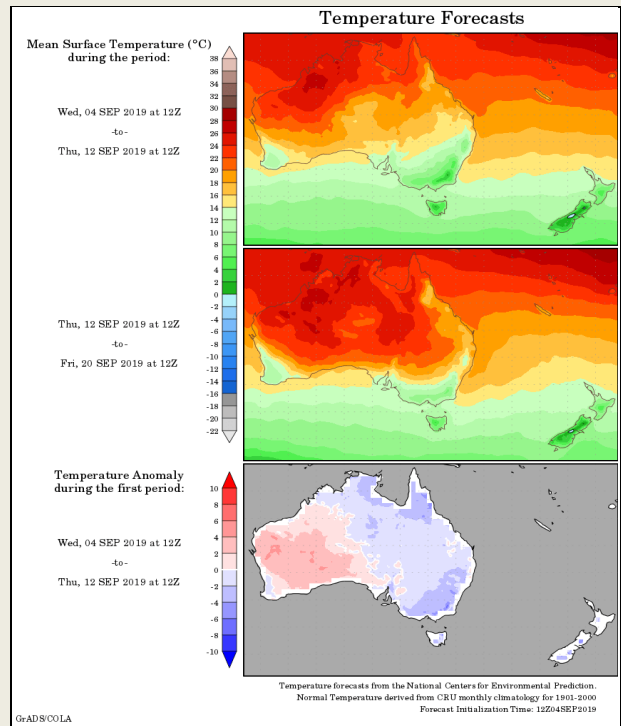 Temperature Forecasts
Mean Surface Temperature (°C)
during the period:
38
36
34
32
30
28
26
24
22
20
18
16
14
12
10
8
6
4
2
0
-2
-4
-6
-8
-10
-12
-14
-16
-18
-20
-22
Wed, 04 SEP 2019 at 12Z
-to-
Thu, 12 SEP 2019 at 12Z
Thu, 12 SEP 2019 at 12Z
-to-
Fri, 20 SEP 2019 at 12Z
Temperature Anomaly
during the first period:
10
8
6
4
2
0
-2
-4
-6
-8
-10
Wed, 04 SEP 2019 at 12Z
-to-
Thu, 12 SEP 2019 at 12Z
Temperature forecasts from the National Centers for Environmental Prediction.
Normal Temperature derived from CRU monthly climatology for 1901-2000
Forecast Initialization Time: 12Z04SEP2019
GrADS/COLA